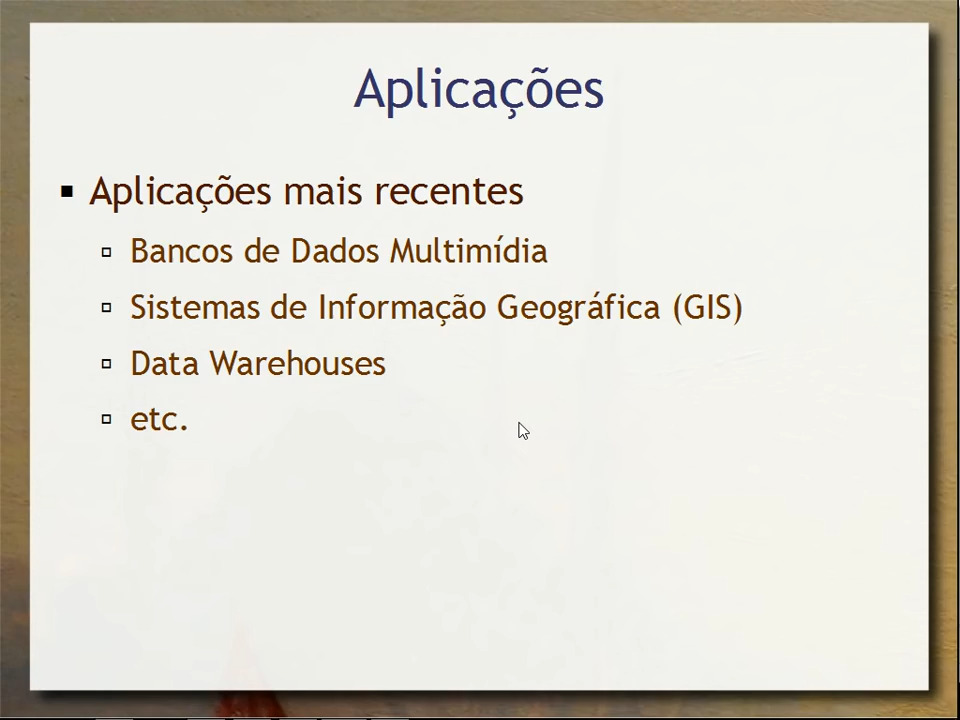 Aplicações
Aplicações mais recentes
Bancos de Dados Multimídia
Sistemas de Informação Geográfica (GIS)
Data Warehouses
etc.